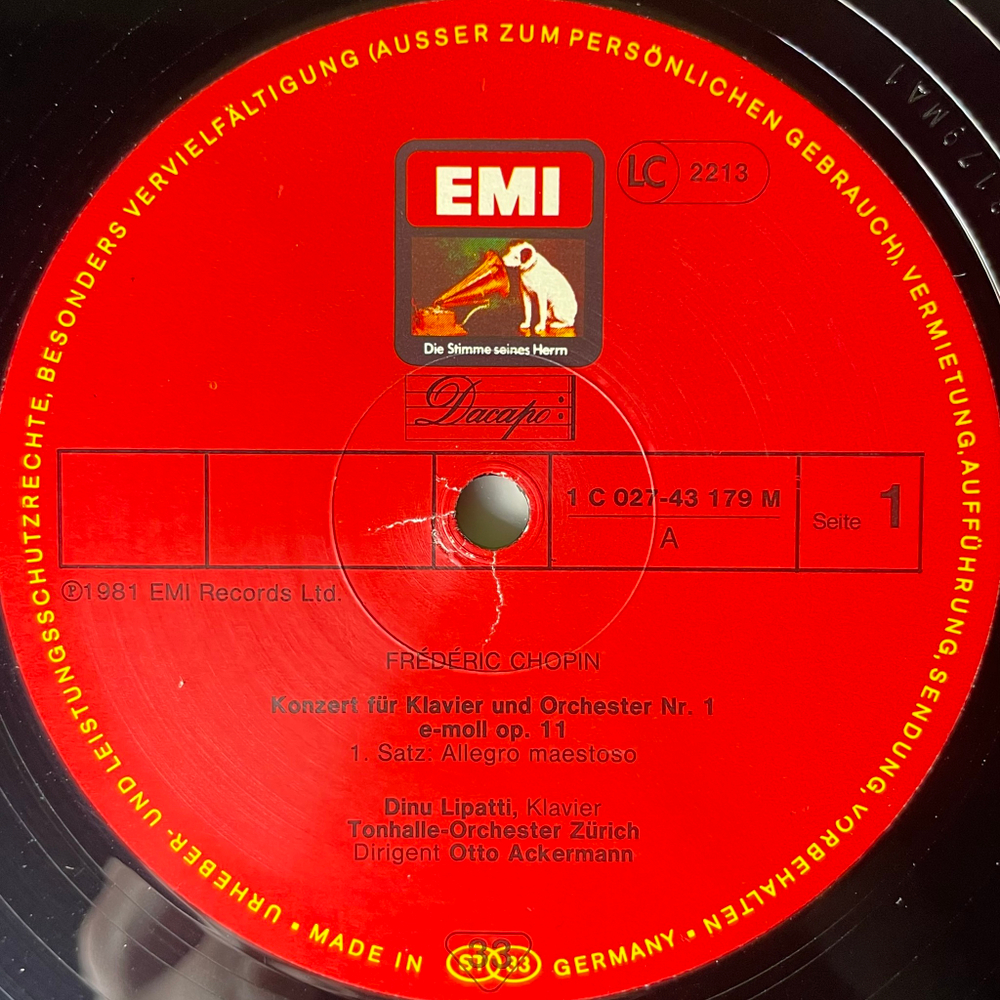 URHEBER- UND LEISTUNGSSCHUTZRECHTE, BESONDERS VERVIELFÄLTIGUNG (AUSSER ZUM PERSÖNLICHEN GEBRAUCH), VERMIETUNG, AUFFÜHRUNG, SENDUNG, VORBEHALTEN ▪
EMI
LC 2213
Die Stimme seines Herrn
Dacapo
1 C 027-43 179 M
A
Seite 1
℗1981 EMI Records Ltd.
FRÉDÉRIC CHOPIN
Konzert für Klavier und Orchester Nr. 1
e-moll op. 11
1. Satz: Allegro maestoso
Dinu Lipatti, Klavier
Tonhalle-Orchester Zürich
Dirigent Otto Ackermann
33
▪ MADE IN GERMANY ▪